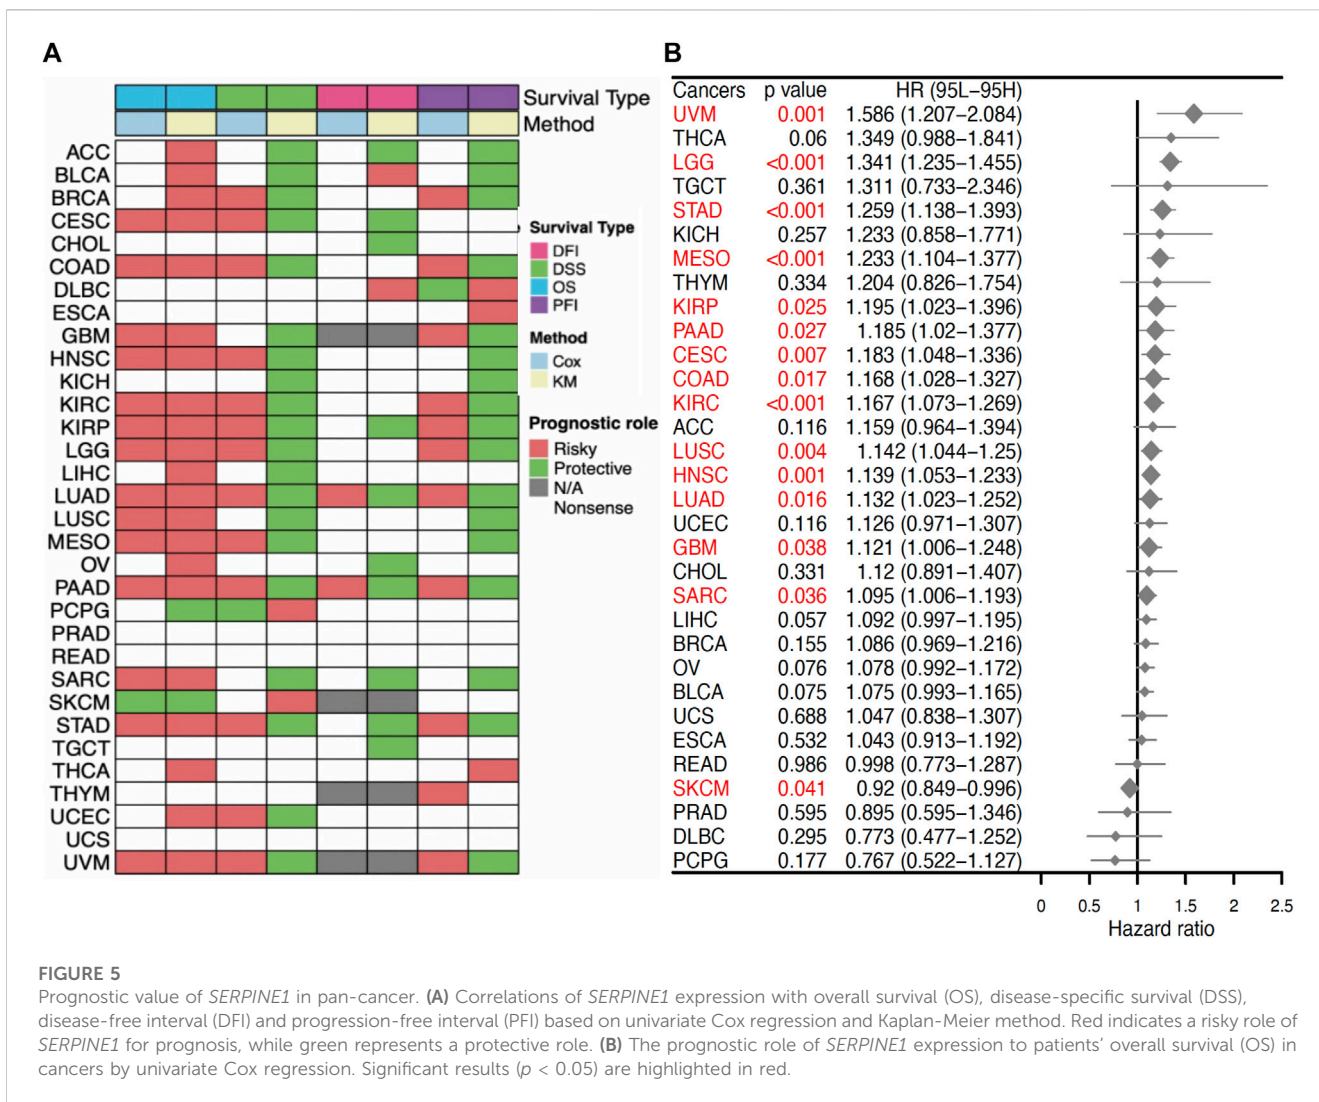 A
Survival Type
Method
ACC
BLCA
BRCA
CESC
CHOL
COAD
DLBC
ESCA
GBM
HNSC
KICH
KIRC
KIRP
LGG
LIHC
LUAD
LUSC
MESO
OV
PAAD
PCPG
PRAD
READ
SARC
SKCM
STAD
TGCT
THCA
THYM
UCEC
UCS
UVM
Survival Type
DFI
DSS
OS
PFI
Method
Cox
KM
Prognostic role
Risky
Protective
N/A
Nonsense
B
Cancers p value HR (95L–95H)
UVM 0.001 1.586 (1.207–2.084)
THCA 0.06 1.349 (0.988–1.841)
LGG <0.001 1.341 (1.235–1.455)
TGCT 0.361 1.311 (0.733–2.346)
STAD <0.001 1.259 (1.138–1.393)
KICH 0.257 1.233 (0.858–1.771)
MESO <0.001 1.233 (1.104–1.377)
THYM 0.334 1.204 (0.826–1.754)
KIRP 0.025 1.195 (1.023–1.396)
PAAD 0.027 1.185 (1.02–1.377)
CESC 0.007 1.183 (1.048–1.336)
COAD 0.017 1.168 (1.028–1.327)
KIRC <0.001 1.167 (1.073–1.269)
ACC 0.116 1.159 (0.964–1.394)
LUSC 0.004 1.142 (1.044–1.25)
HNSC 0.001 1.139 (1.053–1.233)
LUAD 0.016 1.132 (1.023–1.252)
UCEC 0.116 1.126 (0.971–1.307)
GBM 0.038 1.121 (1.006–1.248)
CHOL 0.331 1.12 (0.891–1.407)
SARC 0.036 1.095 (1.006–1.193)
LIHC 0.057 1.092 (0.997–1.195)
BRCA 0.155 1.086 (0.969–1.216)
OV 0.076 1.078 (0.992–1.172)
BLCA 0.075 1.075 (0.993–1.165)
UCS 0.688 1.047 (0.838–1.307)
ESCA 0.532 1.043 (0.913–1.192)
READ 0.986 0.998 (0.773–1.287)
SKCM 0.041 0.92 (0.849–0.996)
PRAD 0.595 0.895 (0.595–1.346)
DLBC 0.295 0.773 (0.477–1.252)
PCPG 0.177 0.767 (0.522–1.127)
0 0.5 1 1.5 2 2.5
Hazard ratio
FIGURE 5
Prognostic value of SERPINE1 in pan-cancer. (A) Correlations of SERPINE1 expression with overall survival (OS), disease-specific survival (DSS),
disease-free interval (DFI) and progression-free interval (PFI) based on univariate Cox regression and Kaplan-Meier method. Red indicates a risky role of
SERPINE1 for prognosis, while green represents a protective role. (B) The prognostic role of SERPINE1 expression to patients' overall survival (OS) in
cancers by univariate Cox regression. Significant results (p < 0.05) are highlighted in red.